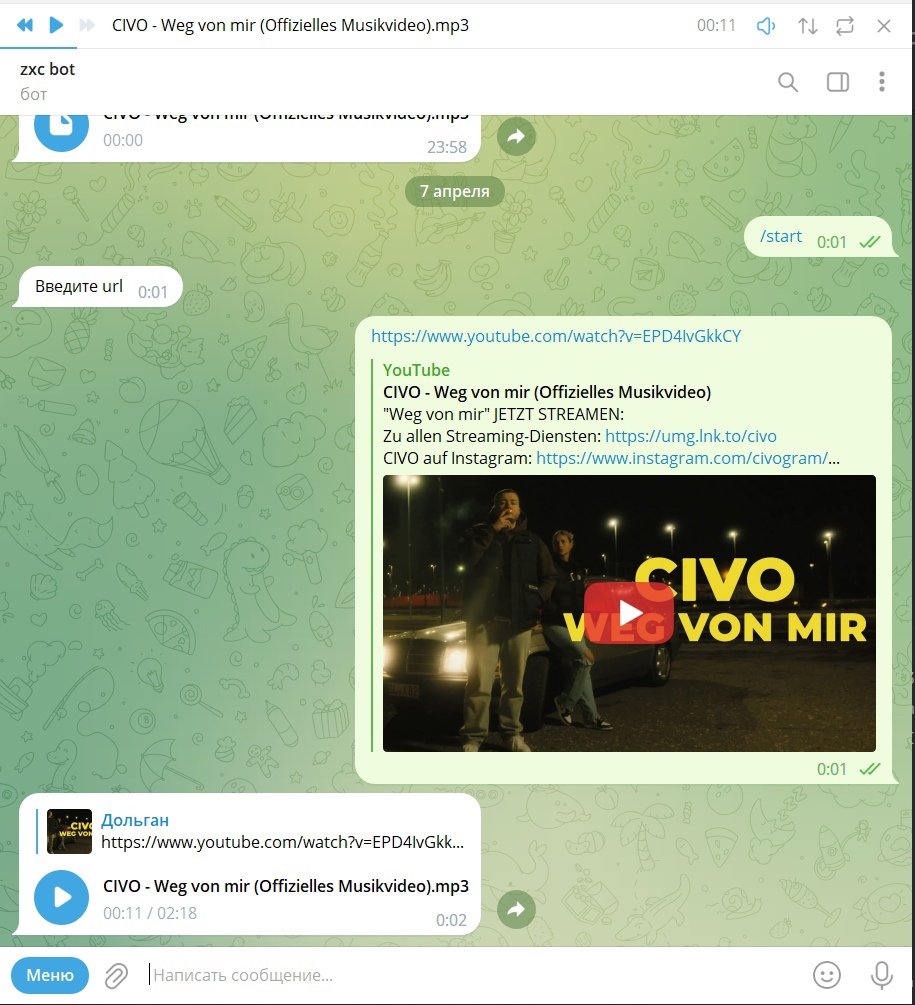 CIVO - Weg von mir (Offizielles Musikvideo).mp3
00:11
zxc bot
бот
CIVO - Weg von mir (Offizielles Musikvideo).mp3
00:00
23:58
7 апреля
/start 0:01
Введите url 0:01
https://www.youtube.com/watch?v=EPD4IvGkkCY
YouTube
CIVO - Weg von mir (Offizielles Musikvideo)
"Weg von mir" JETZT STREAMEN:
Zu allen Streaming-Diensten: https://umg.lnk.to/civo
CIVO auf Instagram: https://www.instagram.com/civogram/...
CIVO
WEG VON MIR
0:01
Дольган
https://www.youtube.com/watch?v=EPD4IvGkk...
CIVO - Weg von mir (Offizielles Musikvideo).mp3
00:11 / 02:18
0:02
Меню
Написать сообщение...